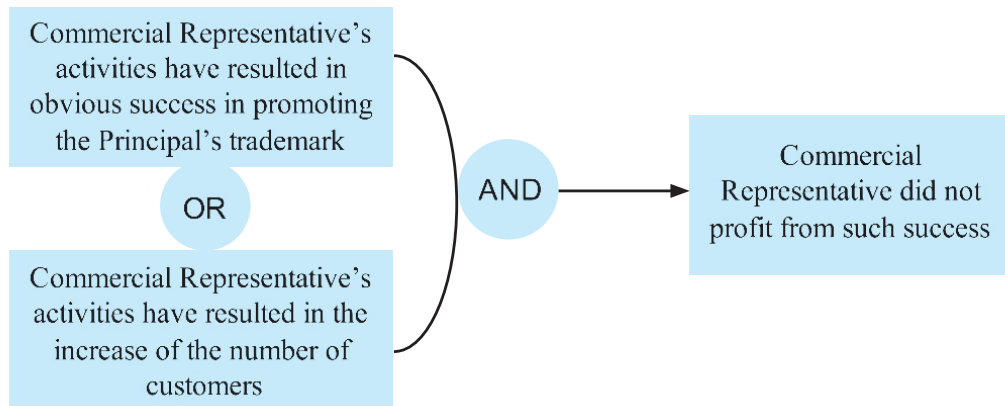 Commercial Representative’s
activities have resulted in
obvious success in promoting
the Principal’s trademark
OR
Commercial Representative’s
activities have resulted in the
increase of the number of
customers
AND
Commercial
Representative did not
profit from such success